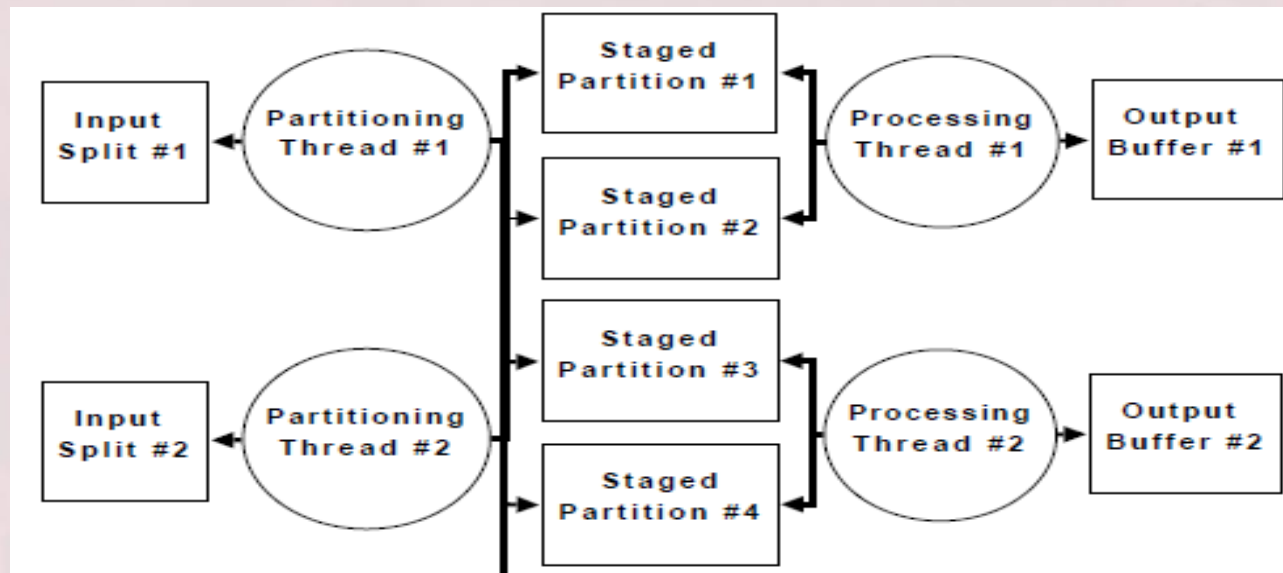 Staged
Partition #1
Input
Split #1
Partitioning
Thread #1
Processing
Thread #1
Output
Buffer #1
Staged
Partition #2
Staged
Partition #3
Input
Split #2
Partitioning
Thread #2
Processing
Thread #2
Output
Buffer #2
Staged
Partition #4